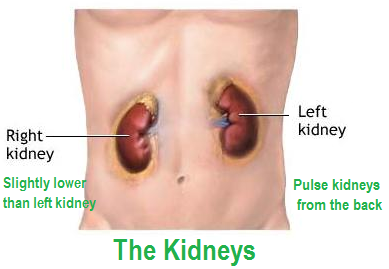 Right
kidney
Slightly lower
than left kidney
Left
kidney
Pulse kidneys
from the back
The Kidneys